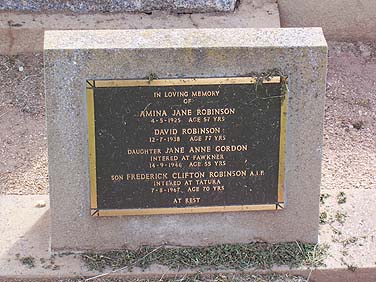 IN LOVING MEMORY
OF
AMINA JANE ROBINSON
4-5-1925 AGE 57 YRS
DAVID ROBINSON
12-7-1938 AGE 77 YRS
DAUGHTER JANE ANNE GORDON
INTERED AT FAWKNER
14-9-1946 AGE 55 YRS
SON FREDERICK CLIFTON ROBINSON A.I.F.
INTERED AT TATURA
7-8-1967 AGE 70 YRS
AT REST